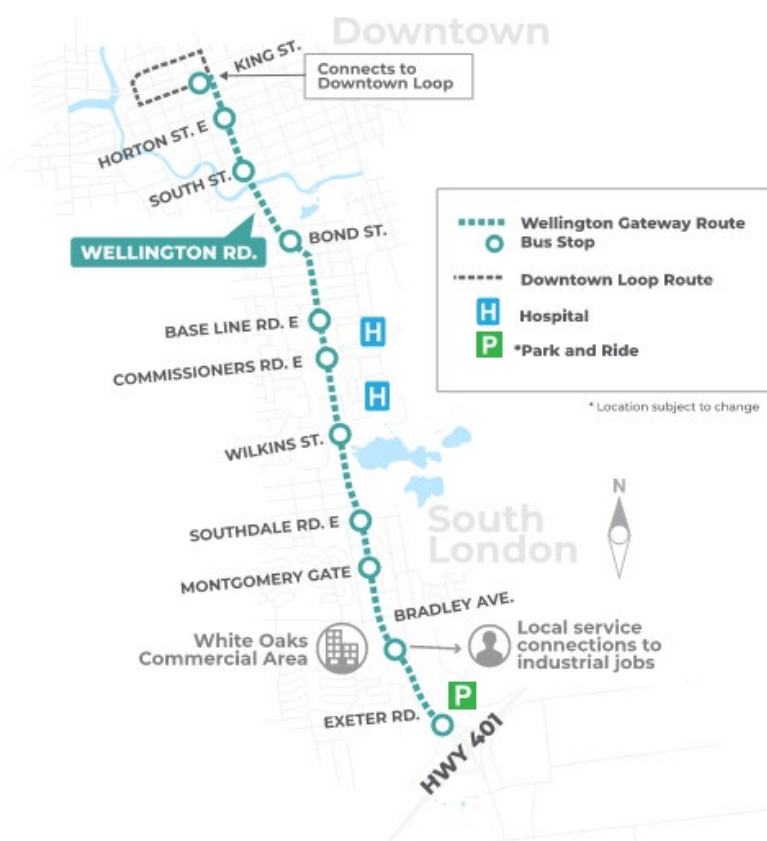 Downtown
KING ST.
Connects to
Downtown Loop
HORTON ST. E
SOUTH ST.
WELLINGTON RD.
BOND ST.
Wellington Gateway Route
Bus Stop
Downtown Loop Route
H Hospital
P *Park and Ride
* Location subject to change
BASE LINE RD. E
H
COMMISSIONERS RD. E
H
WILKINS ST.
N
South
London
SOUTHDALE RD. E
MONTGOMERY GATE
BRADLEY AVE.
White Oaks
Commercial Area
Local service
connections to
industrial jobs
P
EXETER RD.
HWY 401